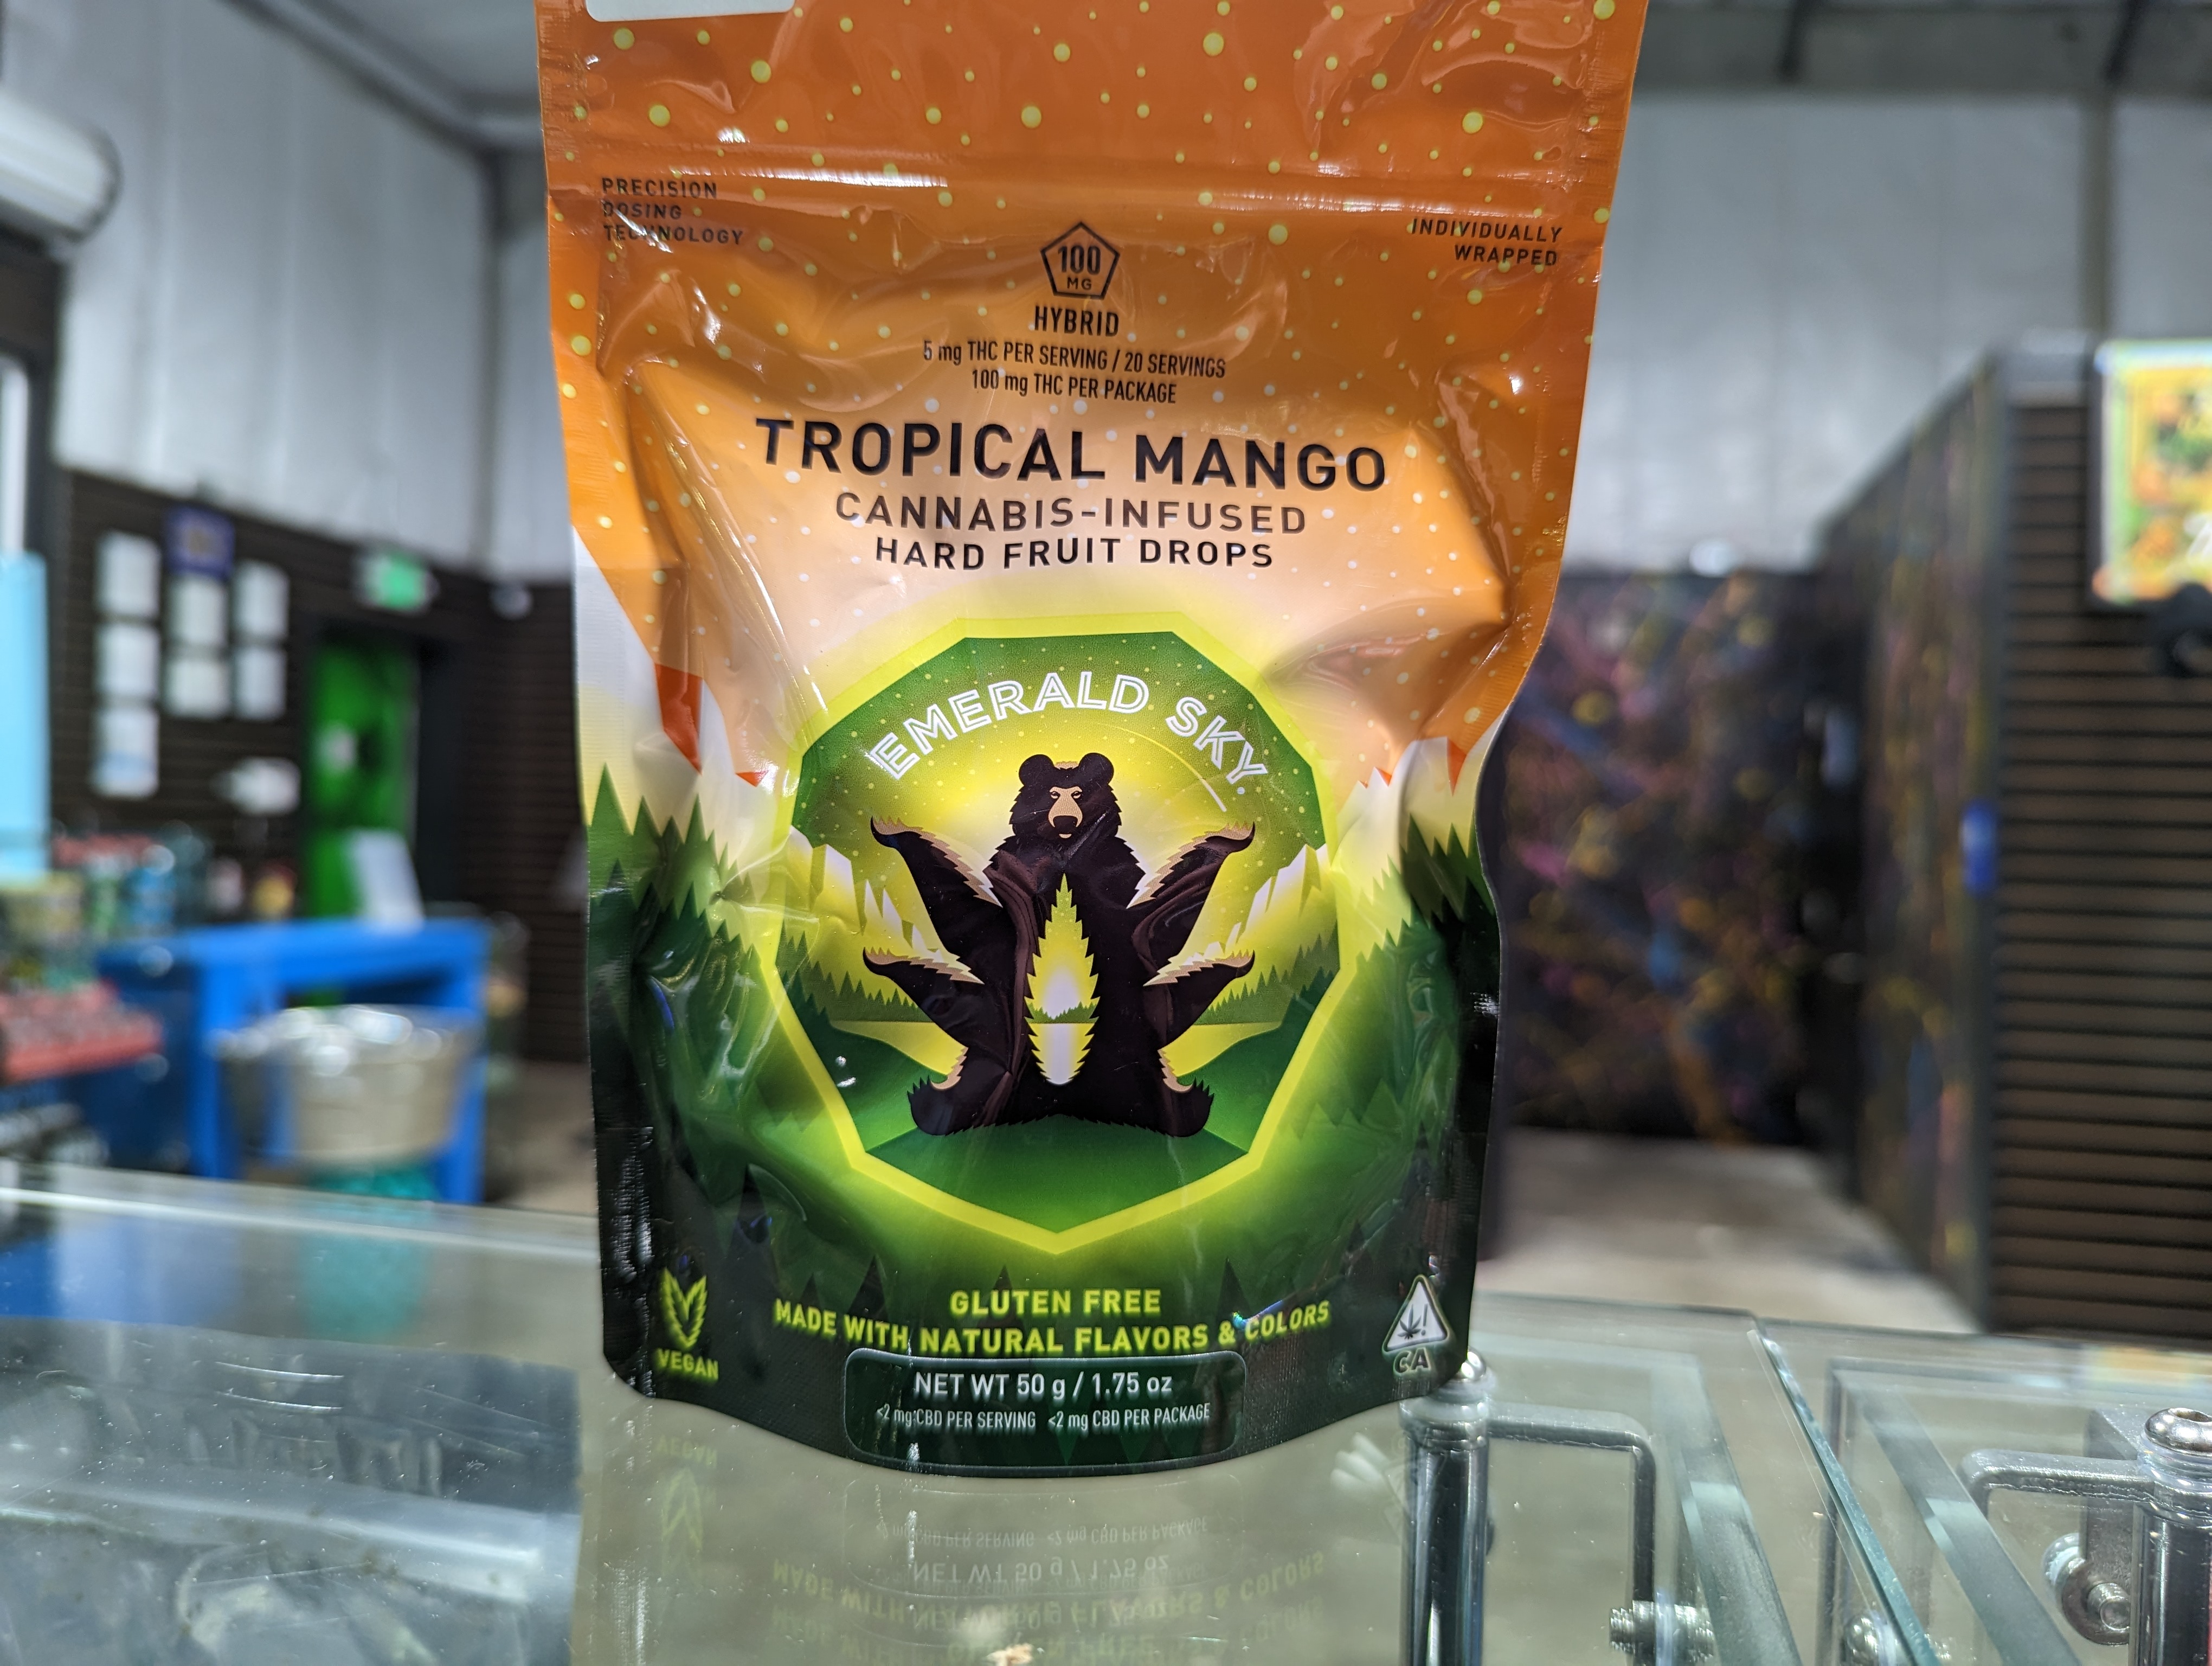 PRECISION
DOSING
TECHNOLOGY
INDIVIDUALLY
WRAPPED
100
MG
HYBRID
5 mg THC PER SERVING / 20 SERVINGS
100 mg THC PER PACKAGE
TROPICAL MANGO
CANNABIS-INFUSED
HARD FRUIT DROPS
EMERALD SKY
GLUTEN FREE
MADE WITH NATURAL FLAVORS & COLORS
VEGAN
CA
NET WT 50 g / 1.75 oz
<2 mg CBD PER SERVING <2 mg CBD PER PACKAGE